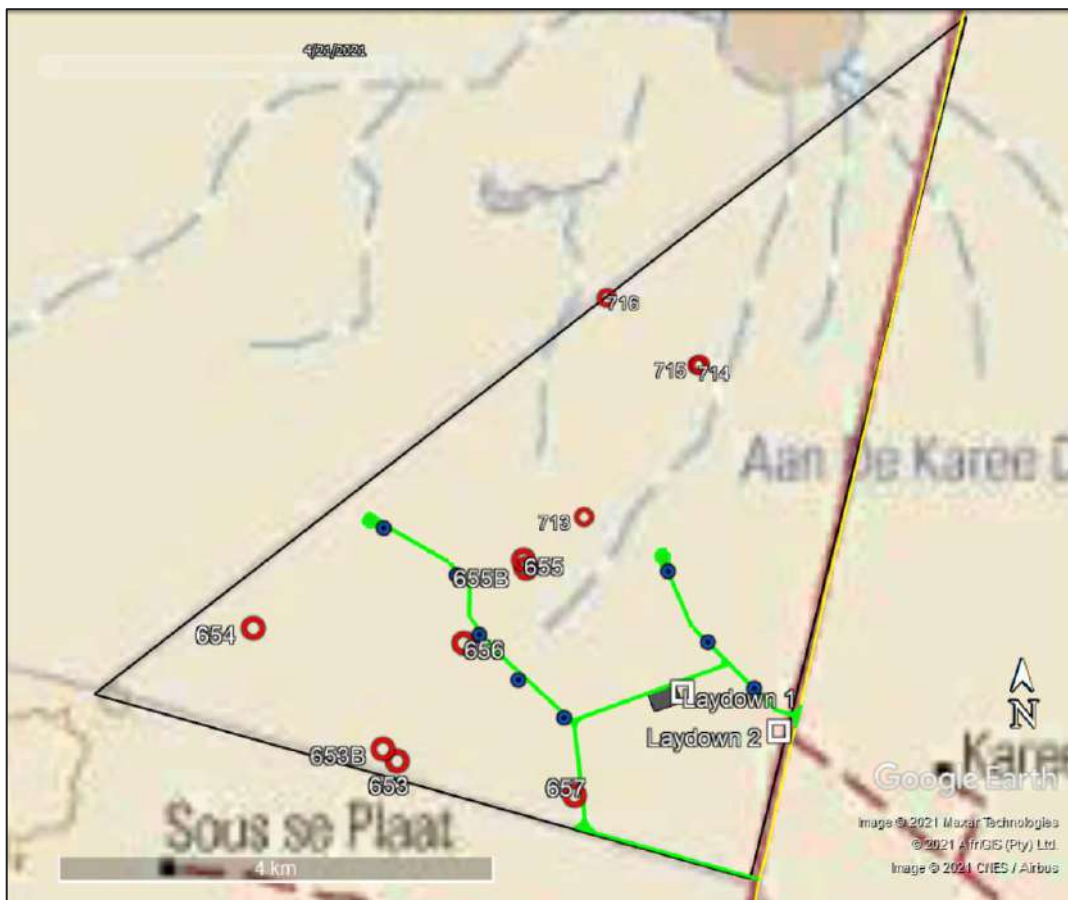 4/21/2021
716
715
714
Aan De Karee D
713
655B
655
654
656
Laydown 1
Laydown 2
N
653B
653
657
Karee
Google Earth
Sous se Plaat
Image © 2021 Maxar Technologies
© 2021 AfriGIS (Pty) Ltd.
Image © 2021 CNES / Airbus
4 km